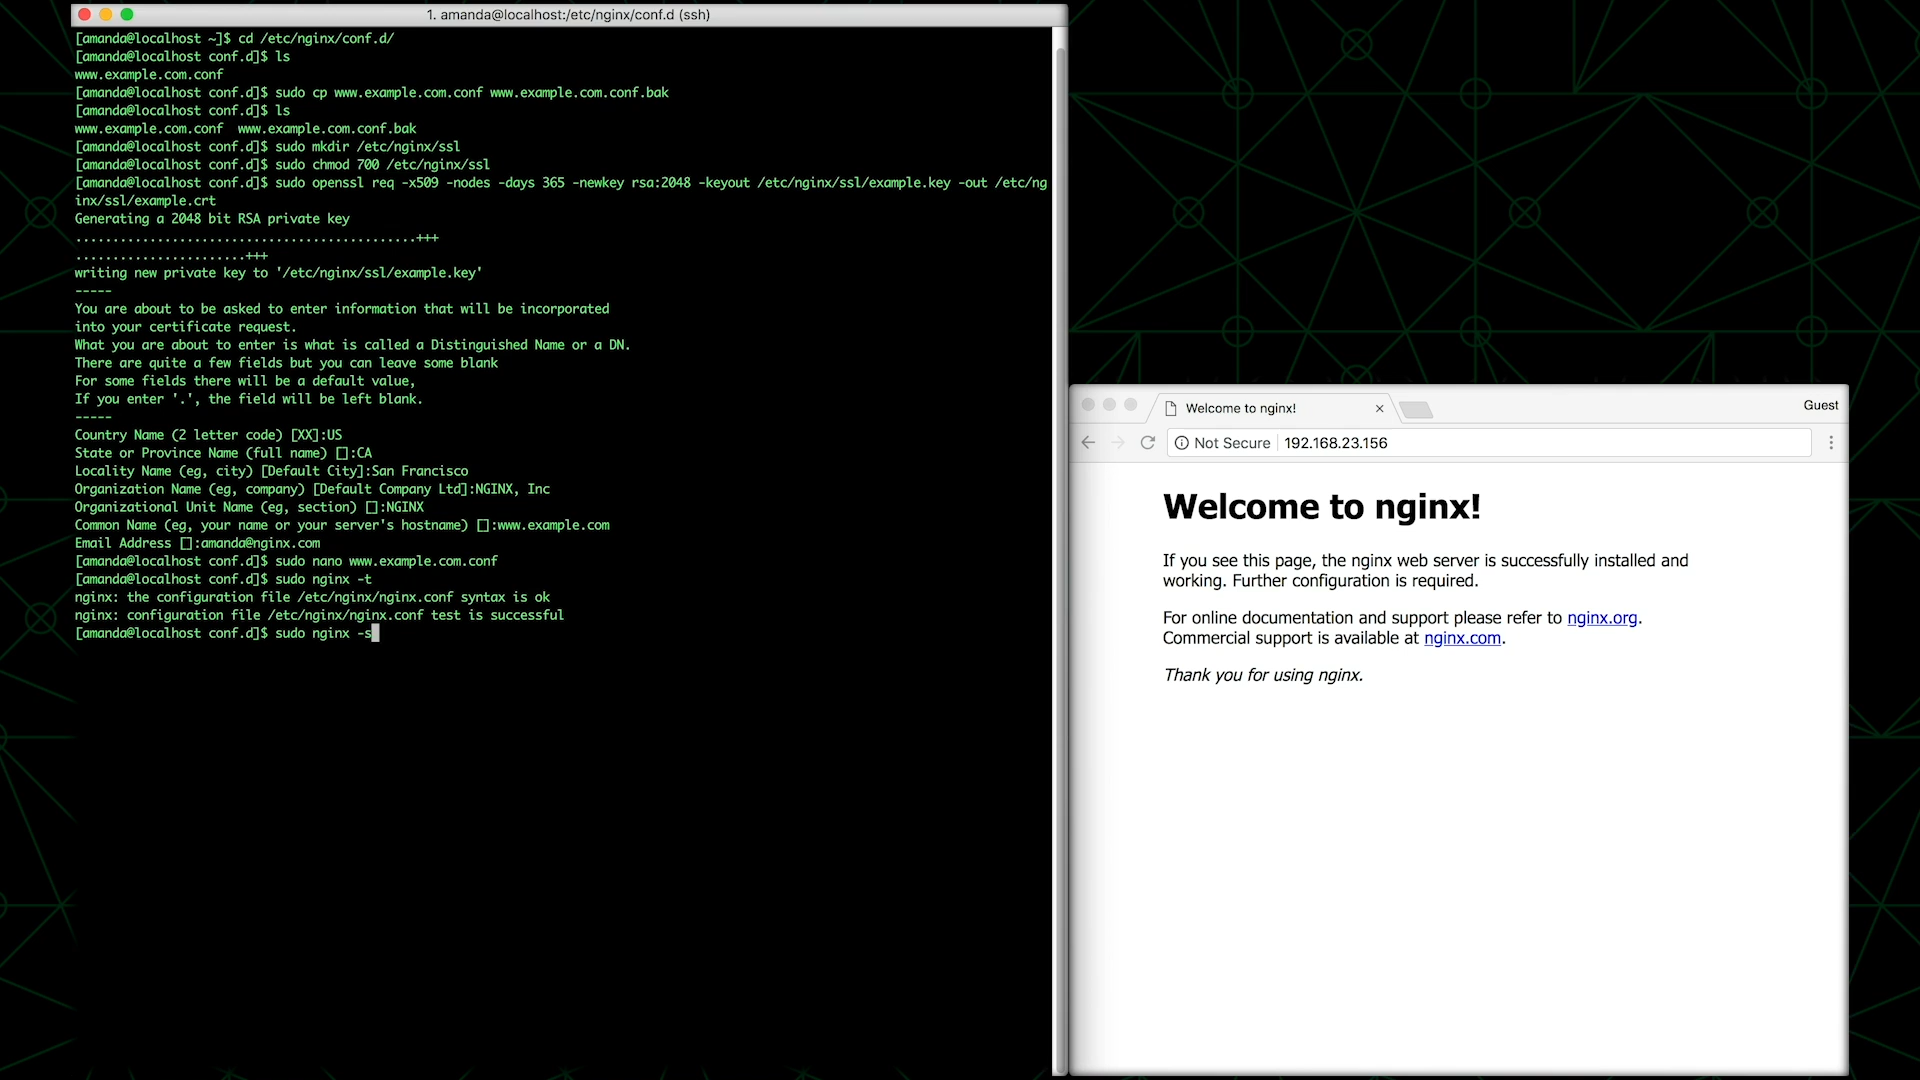 1. amanda@localhost:/etc/nginx/conf.d (ssh)
[amanda@localhost ~]$ cd /etc/nginx/conf.d/
[amanda@localhost conf.d]$ ls
www.example.com.conf
[amanda@localhost conf.d]$ sudo cp www.example.com.conf www.example.com.conf.bak
[amanda@localhost conf.d]$ ls
www.example.com.conf  www.example.com.conf.bak
[amanda@localhost conf.d]$ sudo mkdir /etc/nginx/ssl
[amanda@localhost conf.d]$ sudo chmod 700 /etc/nginx/ssl
[amanda@localhost conf.d]$ sudo openssl req -x509 -nodes -days 365 -newkey rsa:2048 -keyout /etc/nginx/ssl/example.key -out /etc/ng
inx/ssl/example.crt
Generating a 2048 bit RSA private key
..............................................+++
.......................+++
writing new private key to '/etc/nginx/ssl/example.key'
-----
You are about to be asked to enter information that will be incorporated
into your certificate request.
What you are about to enter is what is called a Distinguished Name or a DN.
There are quite a few fields but you can leave some blank
For some fields there will be a default value,
If you enter '.', the field will be left blank.
-----
Country Name (2 letter code) [XX]:US
State or Province Name (full name) []:CA
Locality Name (eg, city) [Default City]:San Francisco
Organization Name (eg, company) [Default Company Ltd]:NGINX, Inc
Organizational Unit Name (eg, section) []:NGINX
Common Name (eg, your name or your server's hostname) []:www.example.com
Email Address []:amanda@nginx.com
[amanda@localhost conf.d]$ sudo nano www.example.com.conf
[amanda@localhost conf.d]$ sudo nginx -t
nginx: the configuration file /etc/nginx/nginx.conf syntax is ok
nginx: configuration file /etc/nginx/nginx.conf test is successful
[amanda@localhost conf.d]$ sudo nginx -s
Welcome to nginx!
Guest
Not Secure 192.168.23.156
Welcome to nginx!
If you see this page, the nginx web server is successfully installed and
working. Further configuration is required.
For online documentation and support please refer to nginx.org.
Commercial support is available at nginx.com.
Thank you for using nginx.